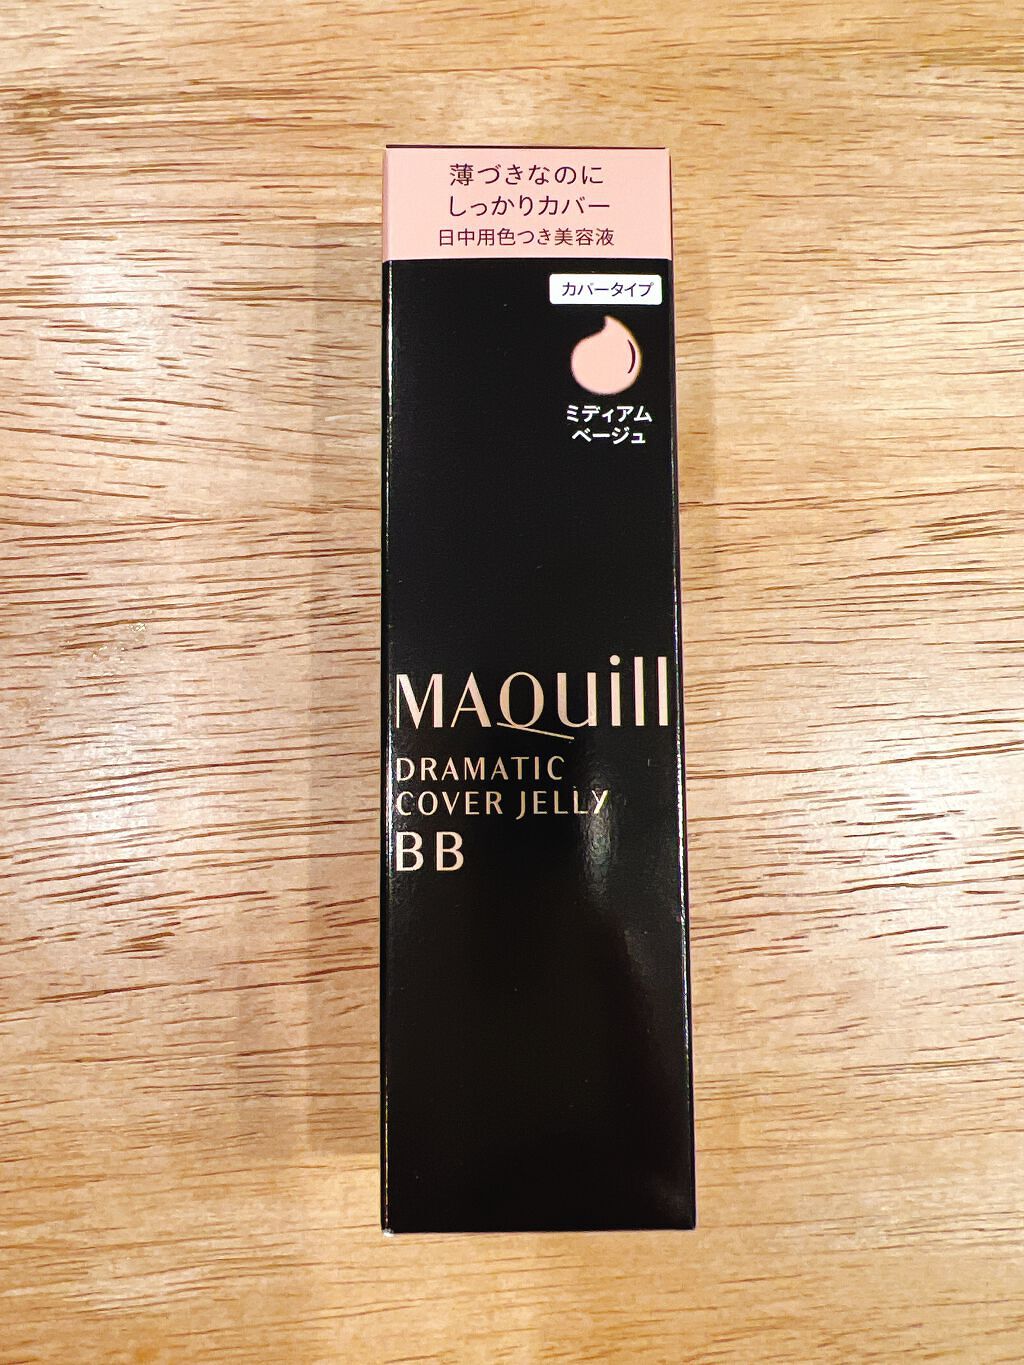 薄づきなのに
しっかりカバー
日中用色つき美容液
カバータイプ
ミディアム
ベージュ
MAQuill
DRAMATIC
COVER JELLY
BB